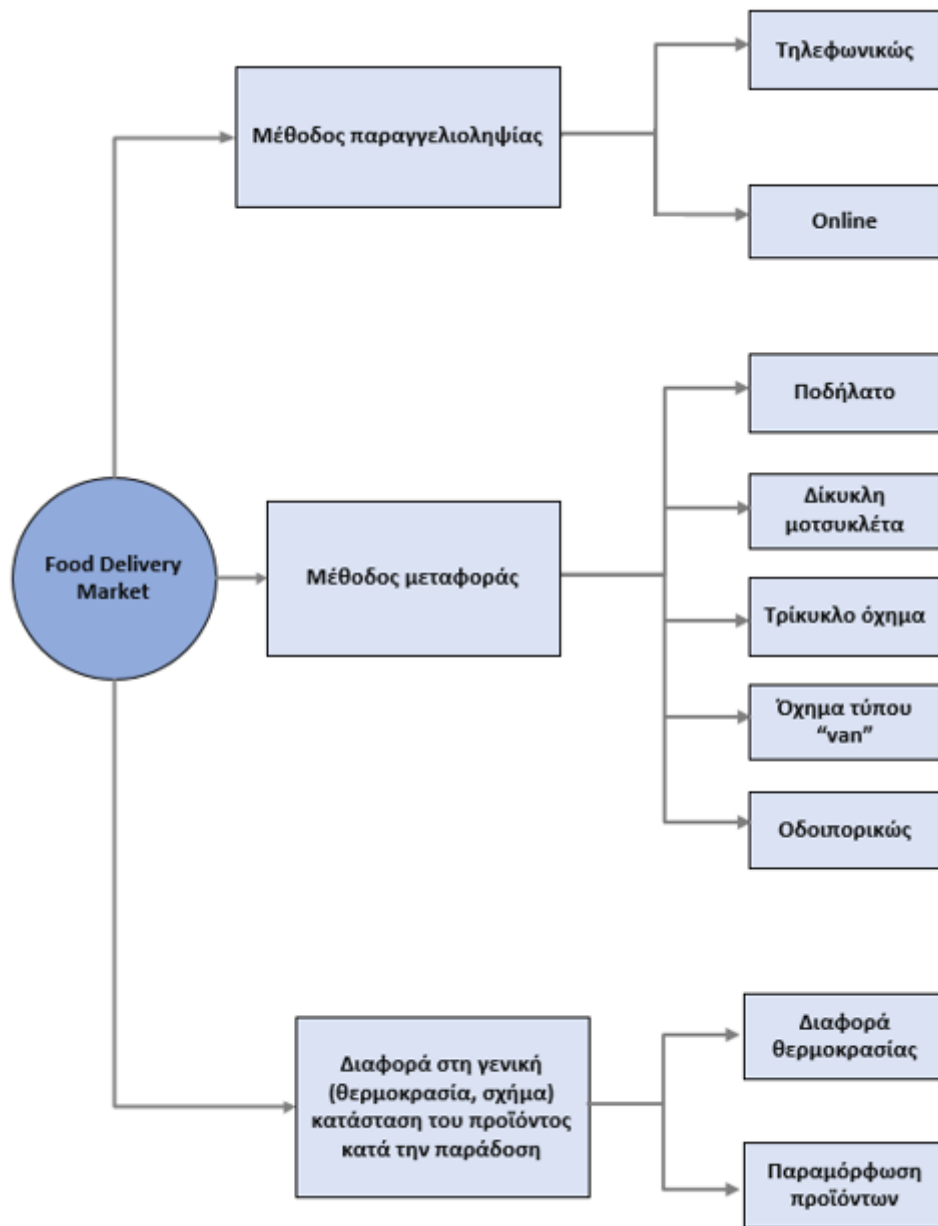 Τηλεφωνικώς
Μέθοδος παραγγελιοληψίας
Online
Ποδήλατο
Δίκυκλη
μοτσυκλέτα
Food Delivery
Market
Μέθοδος μεταφοράς
Τρίκυκλο όχημα
Όχημα τύπου
“van”
Οδοιπορικώς
Διαφορά στη γενική
(θερμοκρασία, σχήμα)
κατάσταση του προϊόντος
κατά την παράδοση
Διαφορά
θερμοκρασίας
Παραμόρφωση
προϊόντων